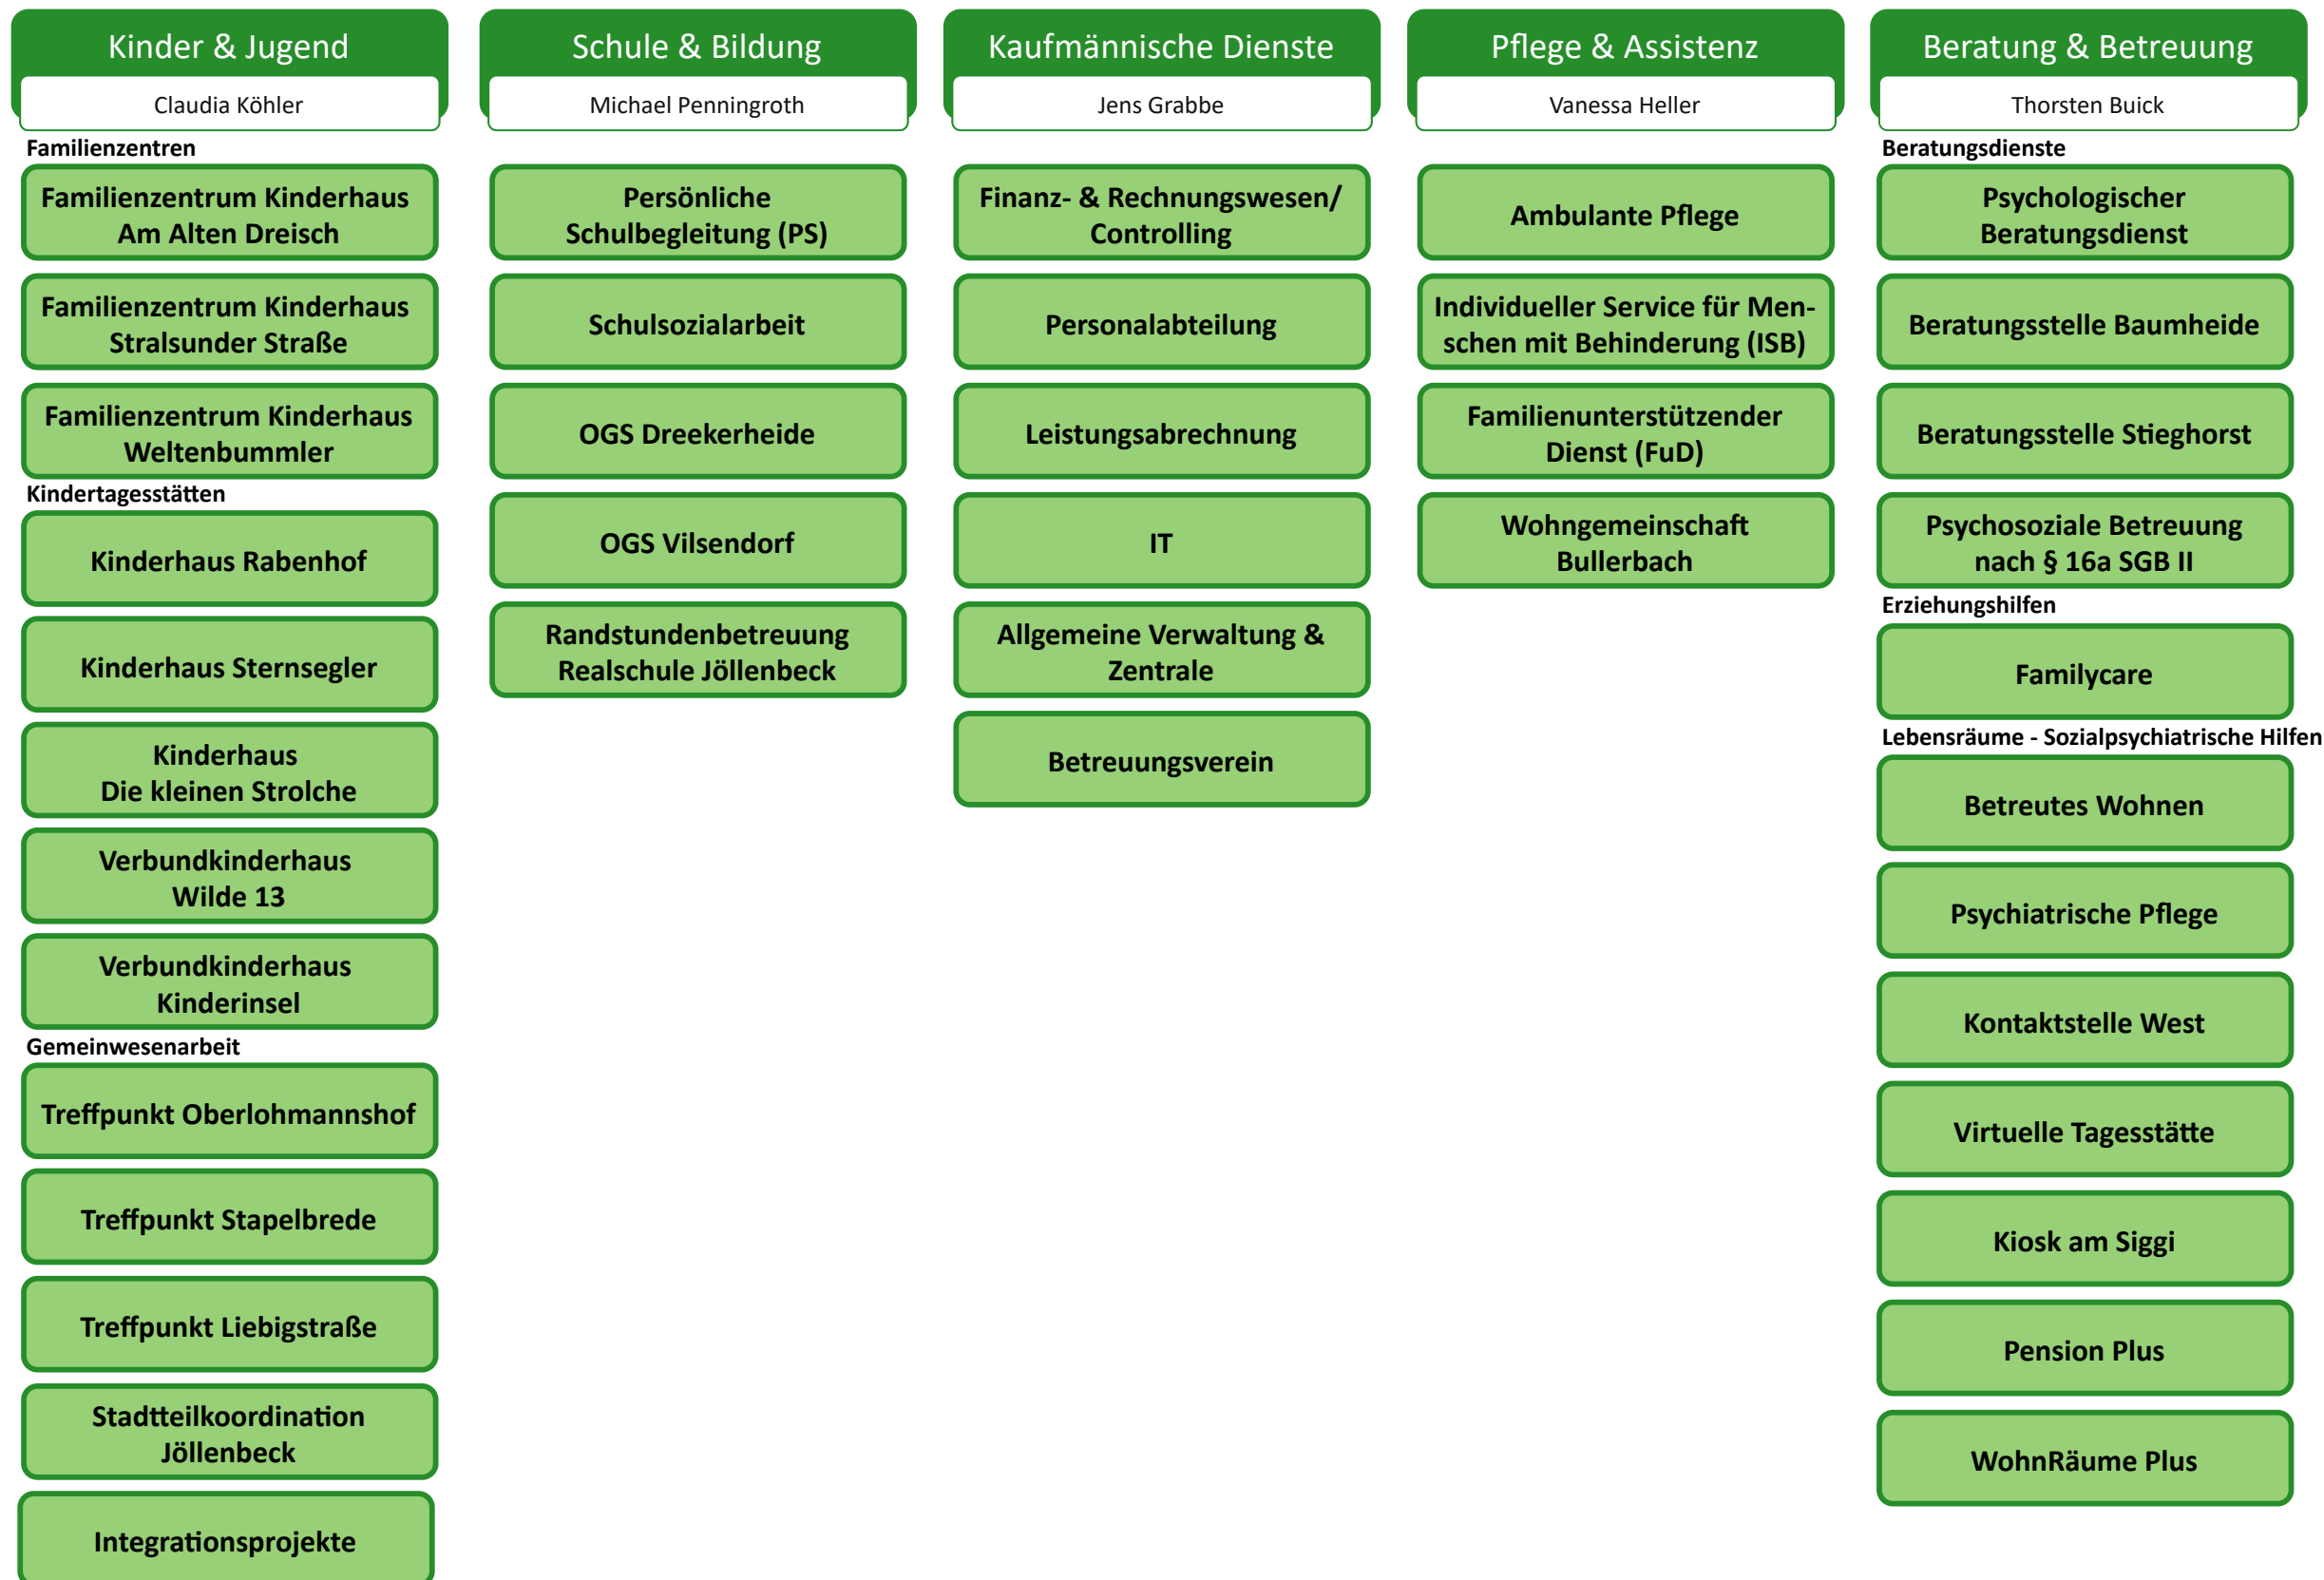 Kinder & Jugend
Claudia Köhler
Familienzentren
Familienzentrum Kinderhaus
Am Alten Dreisch
Familienzentrum Kinderhaus
Stralsunder Straße
Familienzentrum Kinderhaus
Weltenbummler
Kindertagesstätten
Kinderhaus Rabenhof
Kinderhaus Sternsegler
Kinderhaus
Die kleinen Strolche
Verbundkinderhaus
Wilde 13
Verbundkinderhaus
Kinderinsel
Gemeinwesenarbeit
Treffpunkt Oberlohmannshof
Treffpunkt Stapelbrede
Treffpunkt Liebigstraße
Stadtteilkoordination
Jöllenbeck
Integrationsprojekte
Schule & Bildung
Michael Penningroth
Persönliche
Schulbegleitung (PS)
Schulsozialarbeit
OGS Dreekerheide
OGS Vilsendorf
Randstundenbetreuung
Realschule Jöllenbeck
Kaufmännische Dienste
Jens Grabbe
Finanz- & Rechnungswesen/
Controlling
Personalabteilung
Leistungsabrechnung
IT
Allgemeine Verwaltung &
Zentrale
Betreuungsverein
Pflege & Assistenz
Vanessa Heller
Ambulante Pflege
Individueller Service für Men-
schen mit Behinderung (ISB)
Familienunterstützender
Dienst (FuD)
Wohngemeinschaft
Bullerbach
Beratung & Betreuung
Thorsten Buick
Beratungsdienste
Psychologischer
Beratungsdienst
Beratungsstelle Baumheide
Beratungsstelle Stieghorst
Psychosoziale Betreuung
nach § 16a SGB II
Erziehungshilfen
Familycare
Lebensräume - Sozialpsychiatrische Hilfen
Betreutes Wohnen
Psychiatrische Pflege
Kontaktstelle West
Virtuelle Tagesstätte
Kiosk am Siggi
Pension Plus
WohnRäume Plus